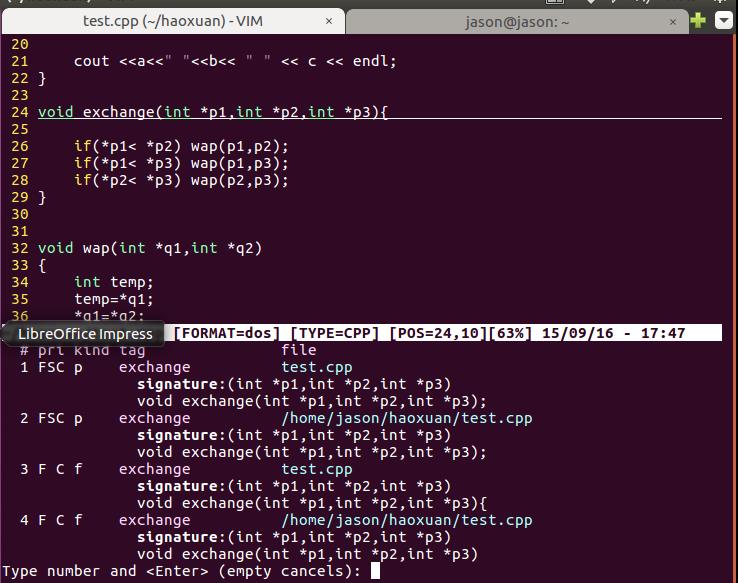 test.cpp (~/haoxuan) - VIM × jason@jason: ~ ×
20
21 cout <<a<<" "<<b<< " " << c << endl;
22 }
23
24 void exchange(int *p1,int *p2,int *p3){
25
26 if(*p1< *p2) wap(p1,p2);
27 if(*p1< *p3) wap(p1,p3);
28 if(*p2< *p3) wap(p2,p3);
29 }
30
31
32 void wap(int *q1,int *q2)
33 {
34 int temp;
35 temp=*q1;
36 *q1=*q2;
LibreOffice Impress [FORMAT=dos] [TYPE=CPP] [POS=24,10][63%] 15/09/16 - 17:47
# pri kind tag file
1 FSC p exchange test.cpp
signature:(int *p1,int *p2,int *p3)
void exchange(int *p1,int *p2,int *p3);
2 FSC p exchange /home/jason/haoxuan/test.cpp
signature:(int *p1,int *p2,int *p3)
void exchange(int *p1,int *p2,int *p3);
3 F C f exchange test.cpp
signature:(int *p1,int *p2,int *p3)
void exchange(int *p1,int *p2,int *p3){
4 F C f exchange /home/jason/haoxuan/test.cpp
signature:(int *p1,int *p2,int *p3)
void exchange(int *p1,int *p2,int *p3)
Type number and <Enter> (empty cancels):